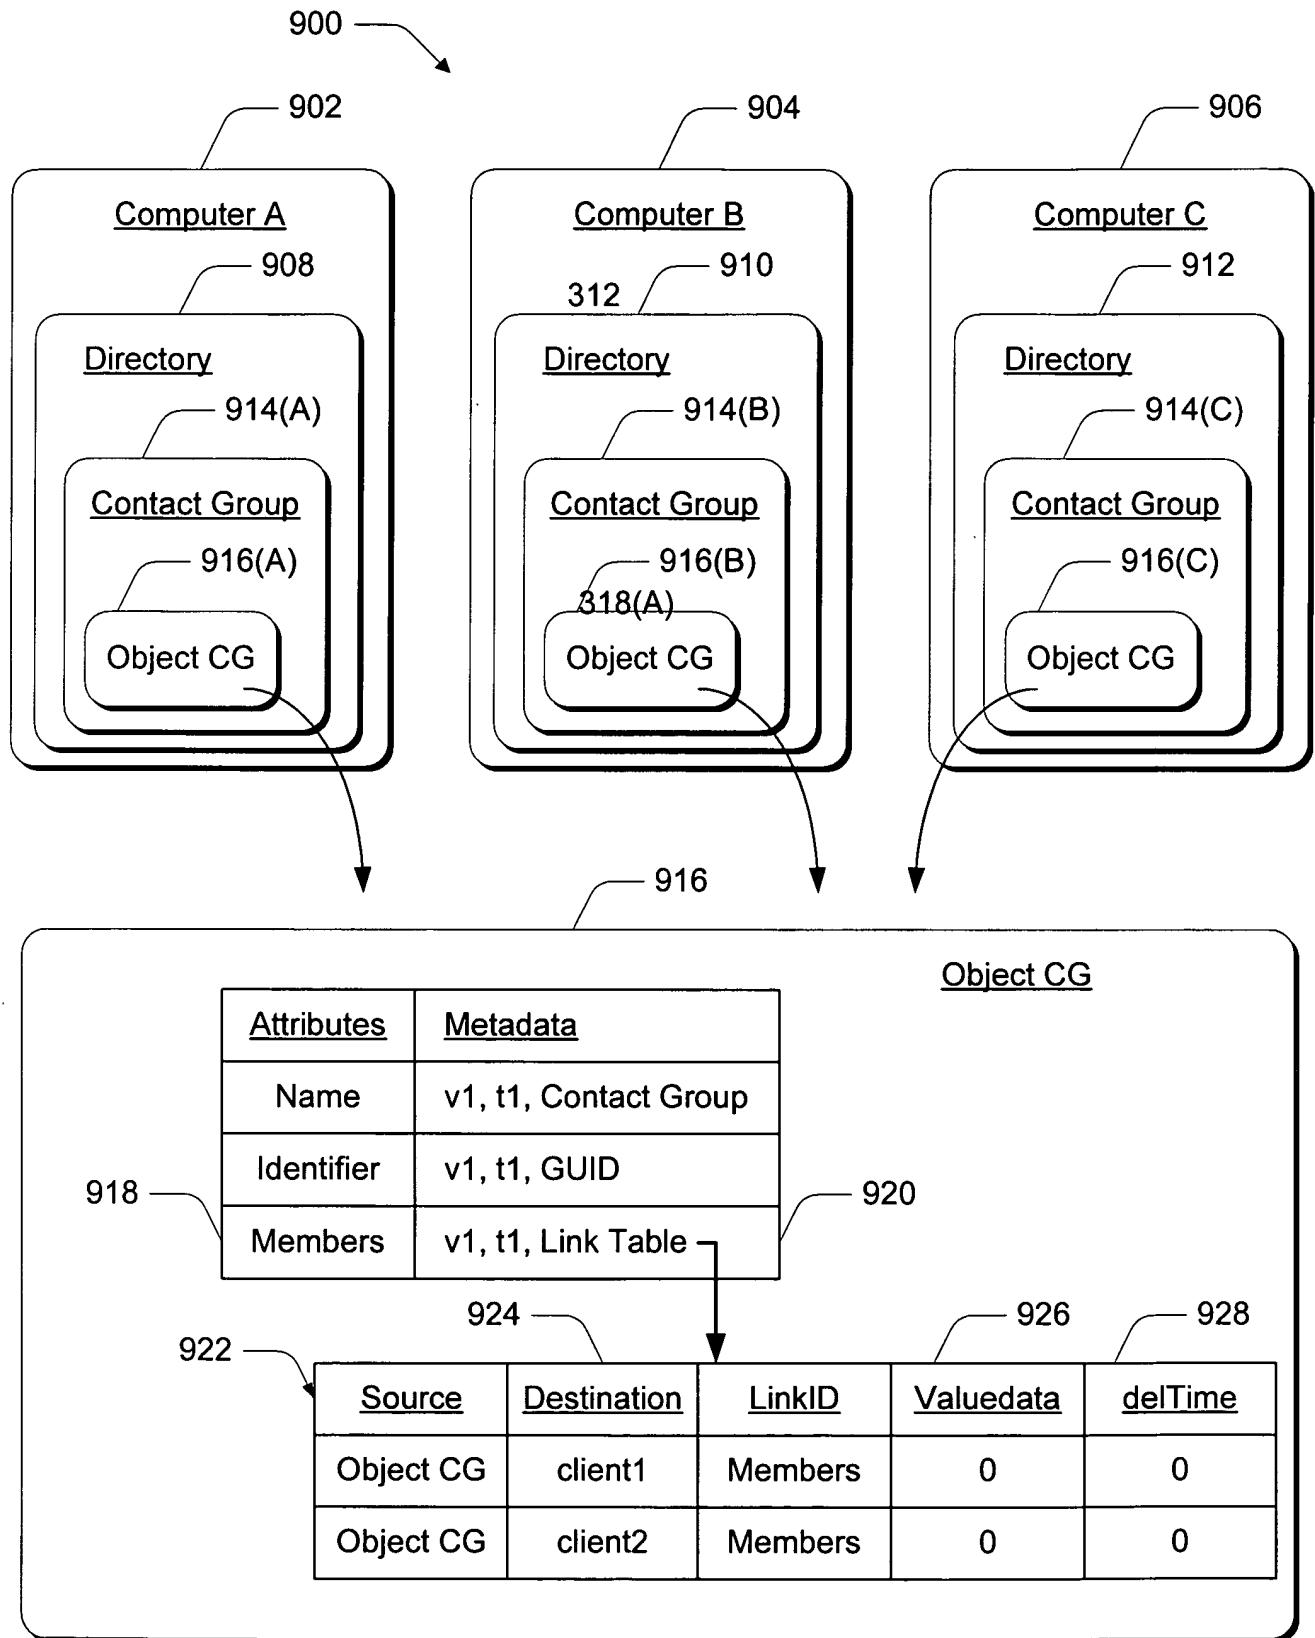 900
902
904
906
Computer A
Computer B
Computer C
908
910
912
312
Directory
Directory
Directory
914(A)
914(B)
914(C)
Contact Group
Contact Group
Contact Group
916(A)
916(B)
916(C)
318(A)
Object CG
Object CG
Object CG
916
Object CG
Attributes Metadata
Name v1, t1, Contact Group
Identifier v1, t1, GUID
918
920
Members v1, t1, Link Table
924
926
928
922
Source Destination LinkID Valuedata delTime
Object CG client1 Members 0 0
Object CG client2 Members 0 0